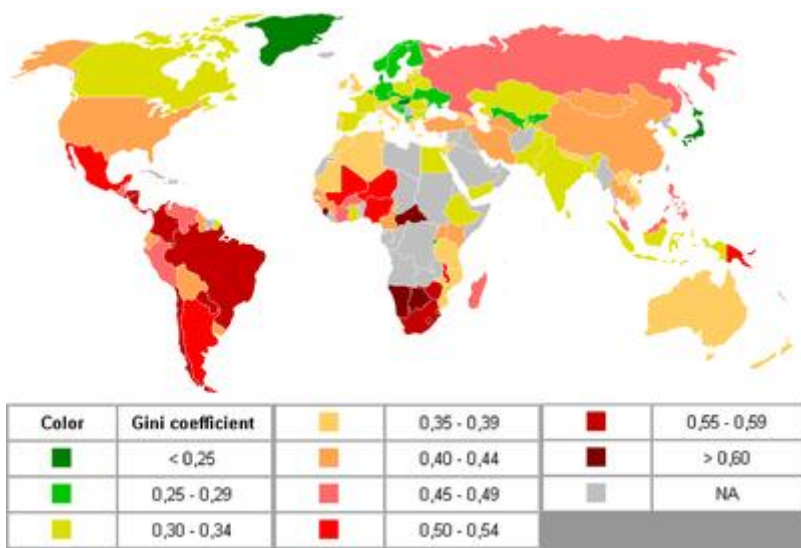 Color Gini coefficient 0,35 - 0,39 0,55 - 0,59
< 0,25 0,40 - 0,44 > 0,60
0,25 - 0,29 0,45 - 0,49 NA
0,30 - 0,34 0,50 - 0,54